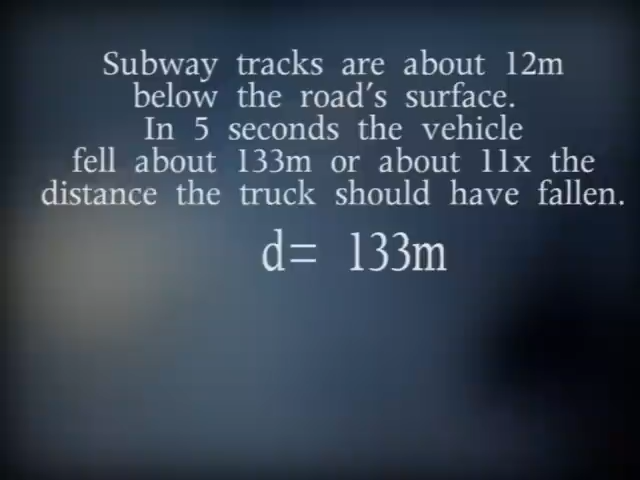 Subway tracks are about 12m
below the road's surface.
In 5 seconds the vehicle
fell about 133m or about 11x the
distance the truck should have fallen.
d= 133m